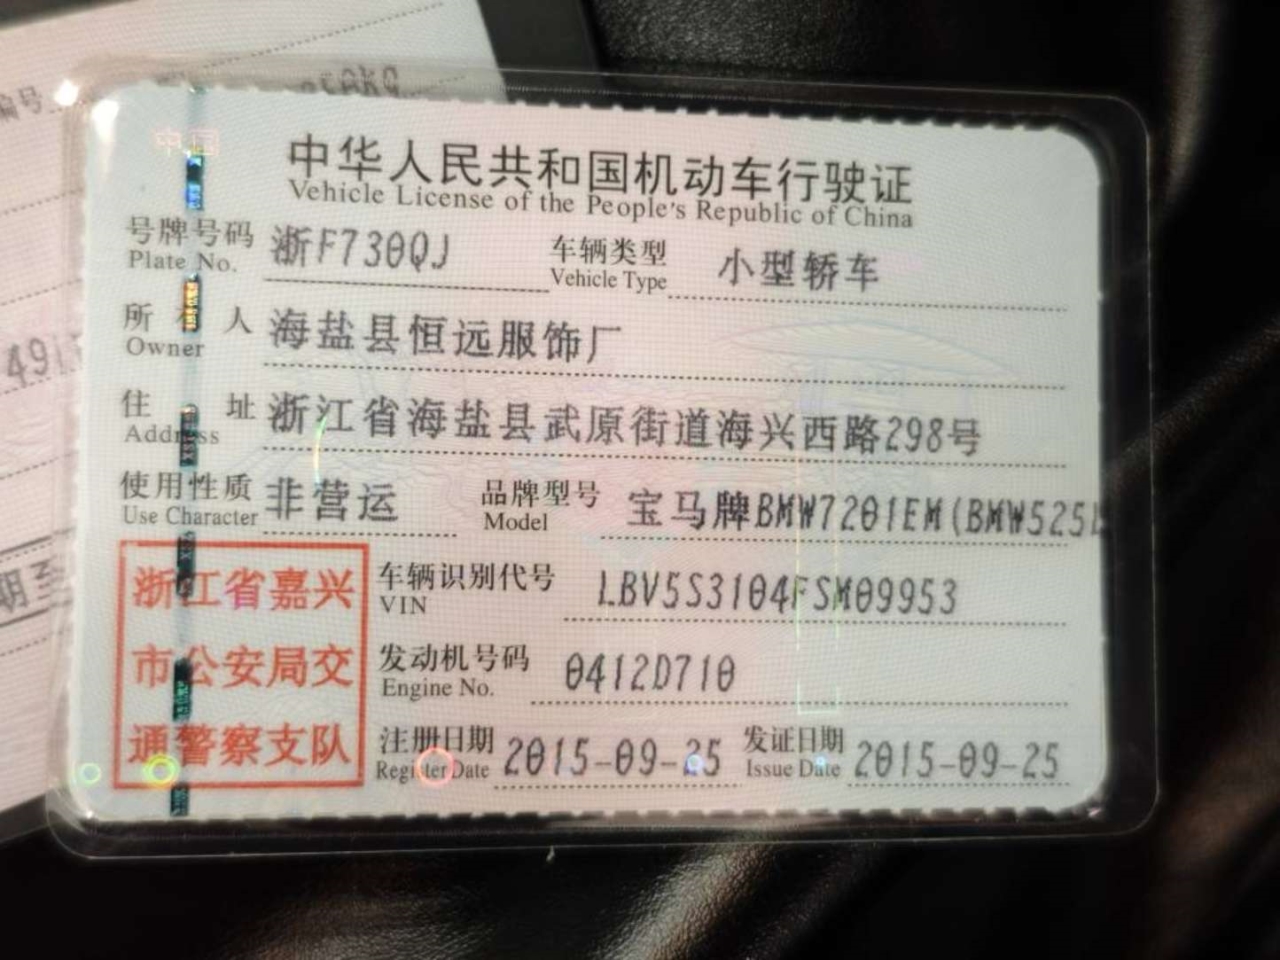 编号
中国
中华人民共和国机动车行驶证
Vehicle License of the People's Republic of China
号牌号码 浙F730QJ 车辆类型 小型轿车
Plate No. Vehicle Type
所有人 海盐县恒远服饰厂
Owner
住址 浙江省海盐县武原街道海兴西路298号
Address
使用性质 非营运 品牌型号 宝马牌BMW7201EM(BMW525L
Use Character Model
浙江省嘉兴
市公安局交
通警察支队
车辆识别代号 LBV5S3104FSM09953
VIN
发动机号码 0412D710
Engine No.
注册日期 2015-09-25 发证日期 2015-09-25
Register Date Issue Date
491
期至